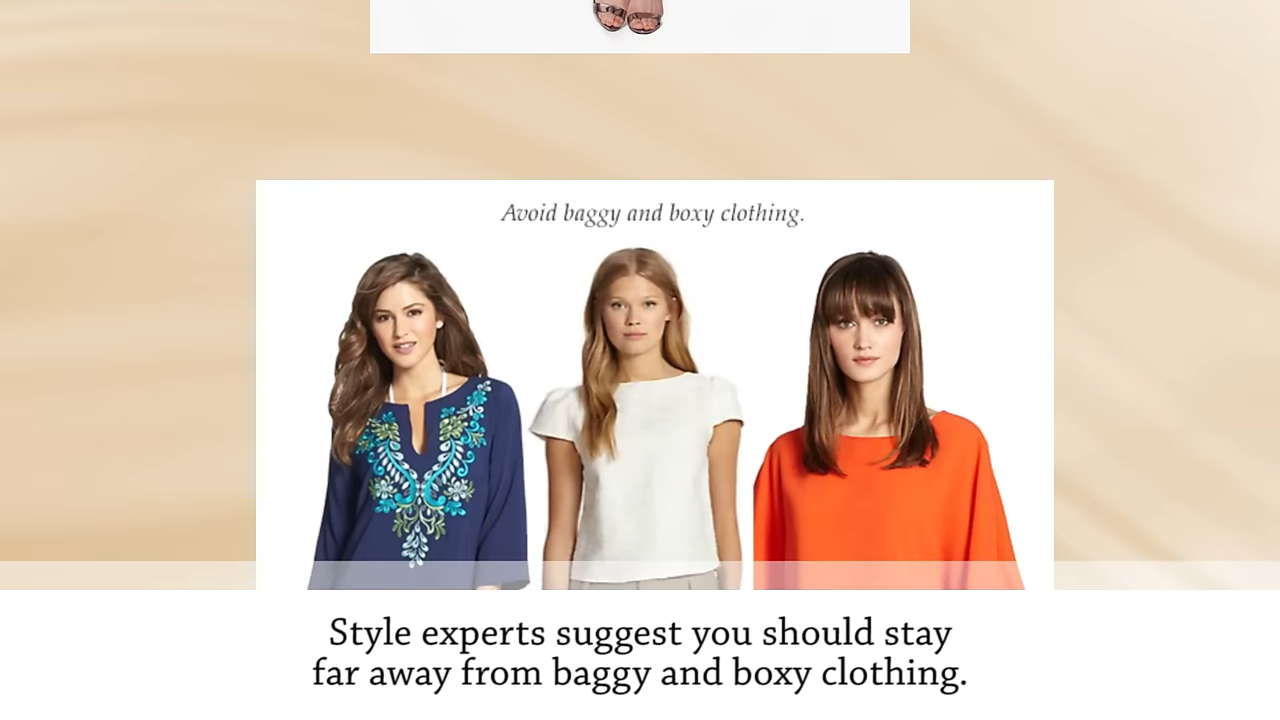 Avoid baggy and boxy clothing.
Style experts suggest you should stay
far away from baggy and boxy clothing.